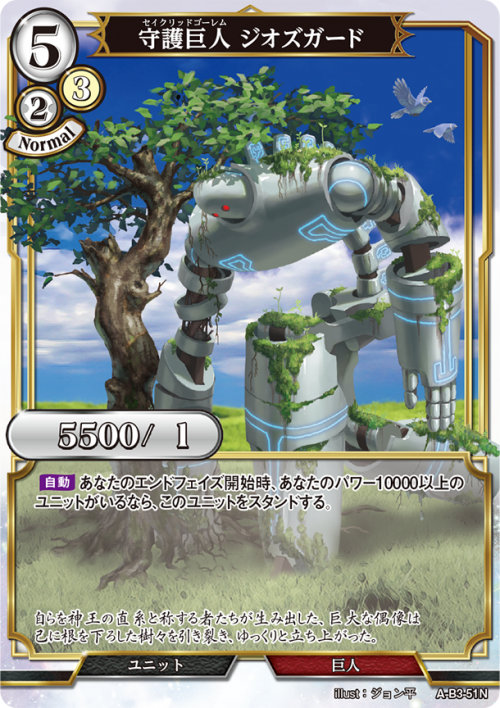 5
セイクリッドゴーレム
守護巨人 ジオズガード
3
2
Normal
5500/ 1
自動 あなたのエンドフェイズ開始時、あなたのパワー10000以上の
ユニットがいるなら、このユニットをスタンドする。
自らを神王の直系と称する者たちが生み出した、巨大な偶像は
己に根を下ろした樹々を引き裂き、ゆっくりと立ち上がった。
ユニット
巨人
illust：ジョン平
A-B3-51N